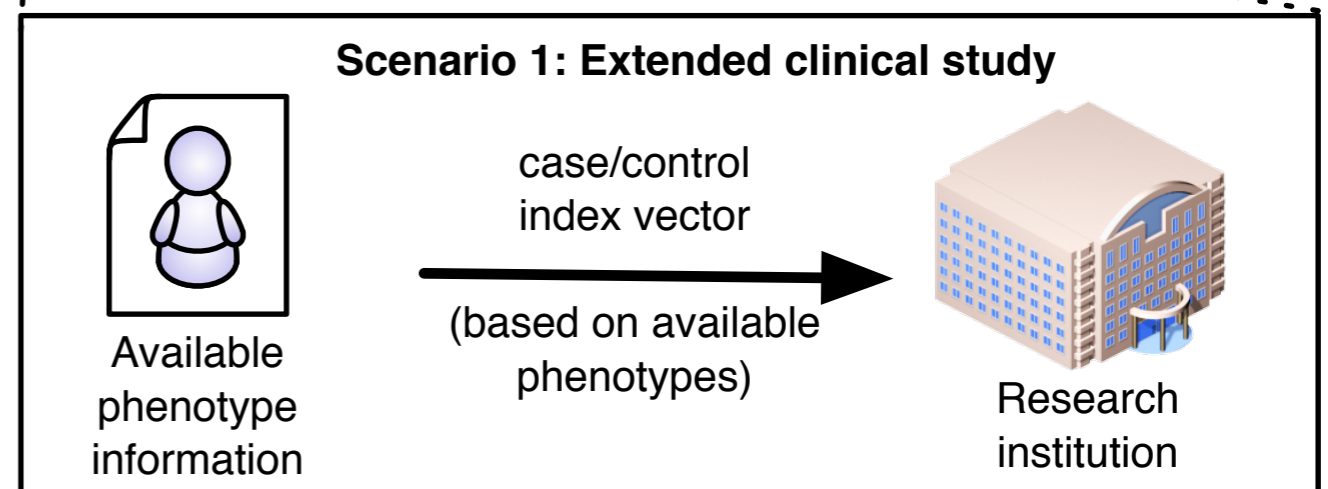 Scenario 1: Extended clinical study
case/control
index vector
(based on available
phenotypes)
Available
phenotype
information
Research
institution